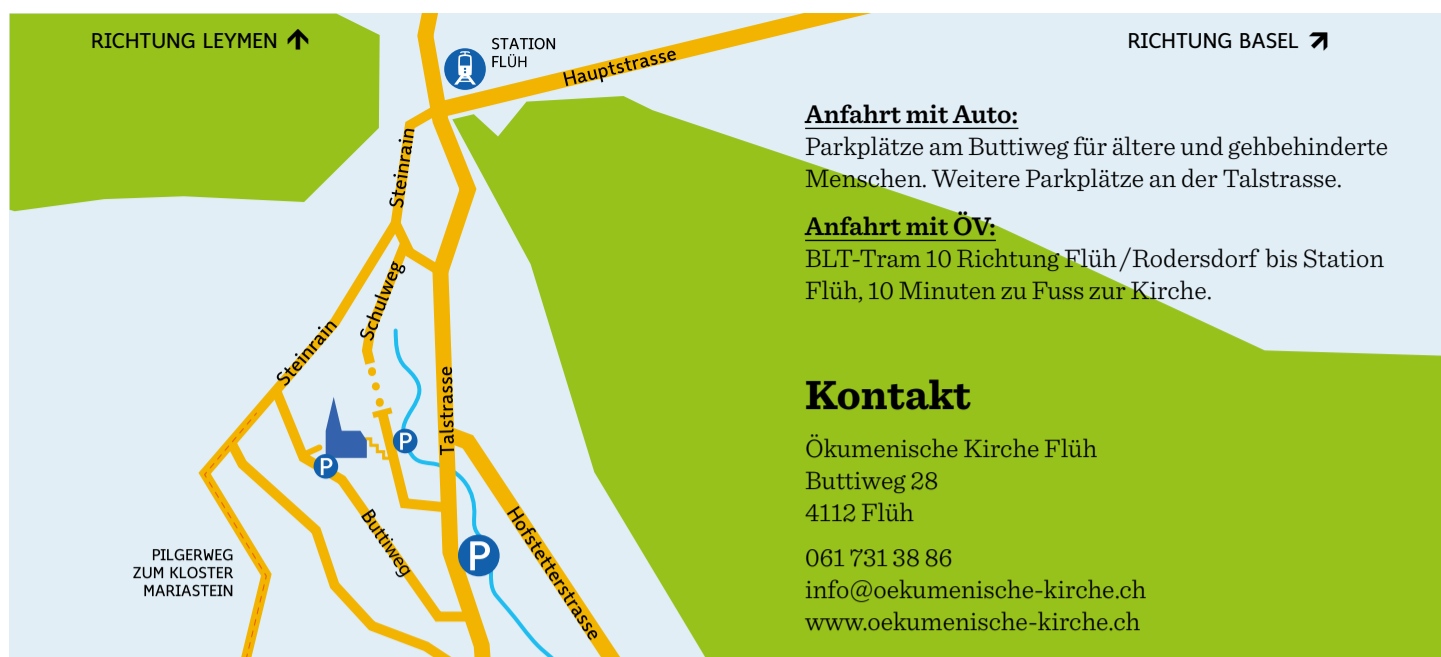 RICHTUNG LEYMEN
STATION
FLÜH
Hauptstrasse
RICHTUNG BASEL
Steinrain
Schulweg
Steinrain
Talstrasse
P
P
Buttiweg
P
Hofstetterstrasse
PILGERWEG
ZUM KLOSTER
MARIASTEIN
Anfahrt mit Auto:
Parkplätze am Buttiweg für ältere und gehbehinderte
Menschen. Weitere Parkplätze an der Talstrasse.
Anfahrt mit ÖV:
BLT-Tram 10 Richtung Flüh/Rodersdorf bis Station
Flüh, 10 Minuten zu Fuss zur Kirche.
Kontakt
Ökumenische Kirche Flüh
Buttiweg 28
4112 Flüh
061 731 38 86
info@oekumenische-kirche.ch
www.oekumenische-kirche.ch